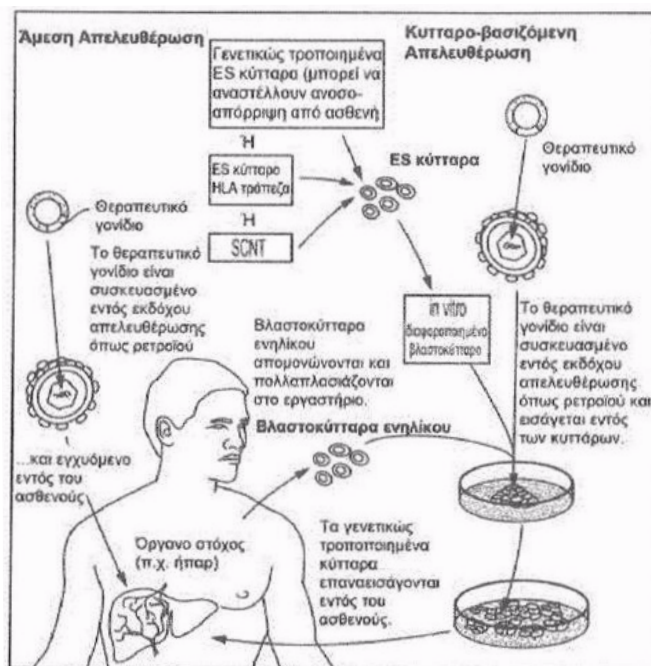 Άμεση Απελευθέρωση
Θεραπευτικό
γονίδιο
Το θεραπευτικό
γονίδιο είναι
συσκευασμένο
εντός εκδόχου
απελευθέρωσης
όπως ρετροϊού
...και εγχυόμενο
εντός του
ασθενούς
Όργανο στόχος
(π.χ. ήπαρ)
Γενετικώς τροποιημένα
ES κύτταρα (μπορεί να
αναστέλλουν ανοσο-
απόρριψη από ασθενή
Ή
ES κύτταρο
HLA τράπεζα
Ή
SCNT
ES κύτταρα
Βλαστοκύτταρα
ενηλίκου
απομονώνονται και
πολλαπλασιάζονται
στο εργαστήριο.
Βλαστοκύτταρα ενηλίκου
in vitro
διαφοροποιημένο
βλαστοκύτταρο
Κυτταρο-βασιζόμενη
Απελευθέρωση
Θεραπευτικό
γονίδιο
Το θεραπευτικό
γονίδιο είναι
συσκευασμένο
εντός εκδόχου
απελευθέρωσης
όπως ρετροϊού και
εισάγεται εντός
των κυττάρων.
Τα γενετικώς
τροποποιημένα
κύτταρα
επαναεισάγονται
εντός του
ασθενούς.